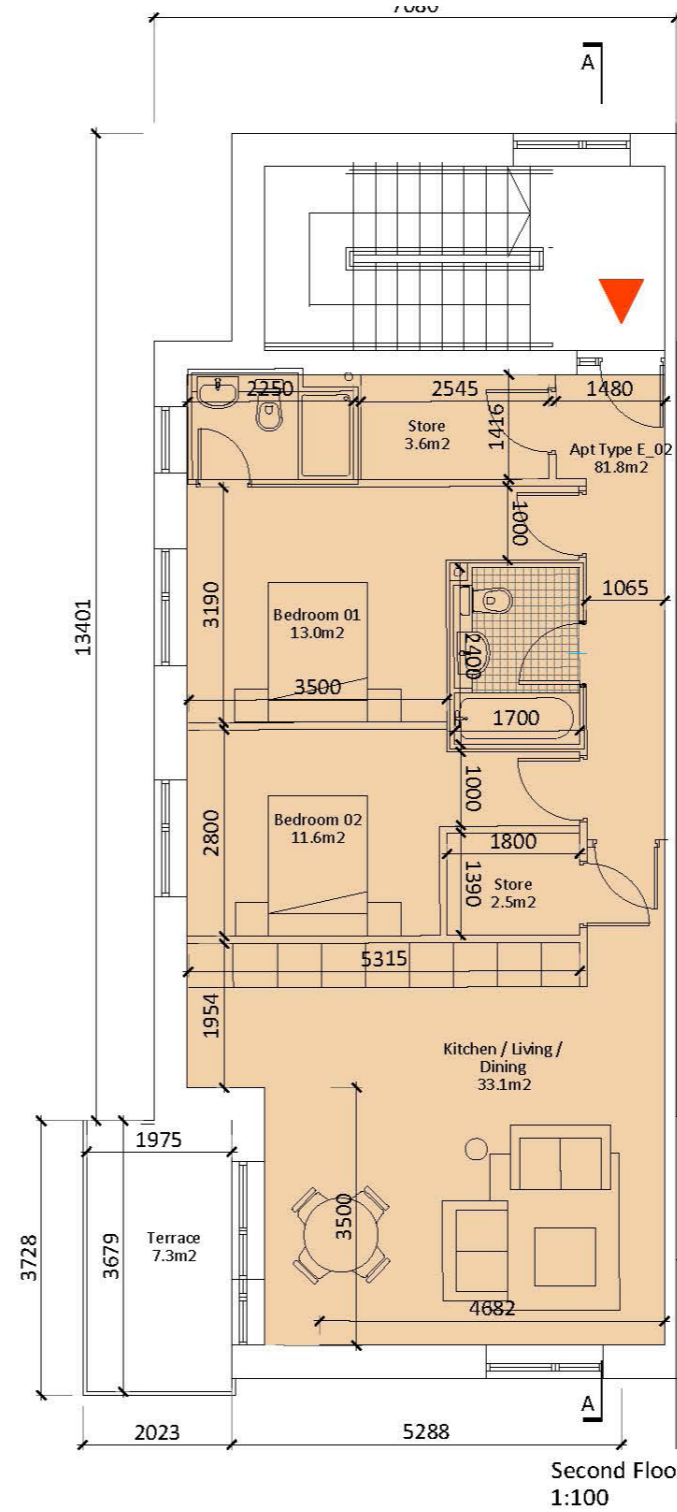 7080
A
13401
2250
2545
1480
1416
Store
3.6m2
Apt Type E_02
81.8m2
1000
3190
1065
Bedroom 01
13.0m2
2400
3500
1700
1000
Bedroom 02
11.6m2
2800
1800
1390
Store
2.5m2
5315
1954
Kitchen / Living /
Dining
33.1m2
1975
3728
3679
Terrace
7.3m2
3500
4682
A
2023
5288
Second Floo
1:100